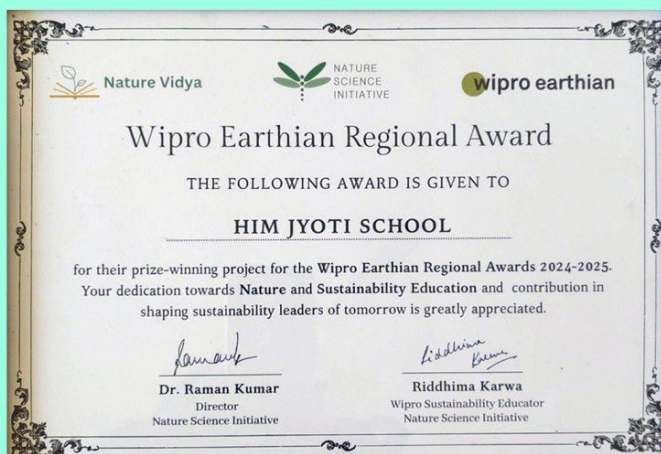 Nature Vidya
NATURE
SCIENCE
INITIATIVE
wipro earthian
Wipro Earthian Regional Award
THE FOLLOWING AWARD IS GIVEN TO
HIM JYOTI SCHOOL
for their prize-winning project for the Wipro Earthian Regional Awards 2024-2025.
Your dedication towards Nature and Sustainability Education and contribution in
shaping sustainability leaders of tomorrow is greatly appreciated.
Raman
Riddhima
Karwa
Dr. Raman Kumar
Director
Nature Science Initiative
Riddhima Karwa
Wipro Sustainability Educator
Nature Science Initiative